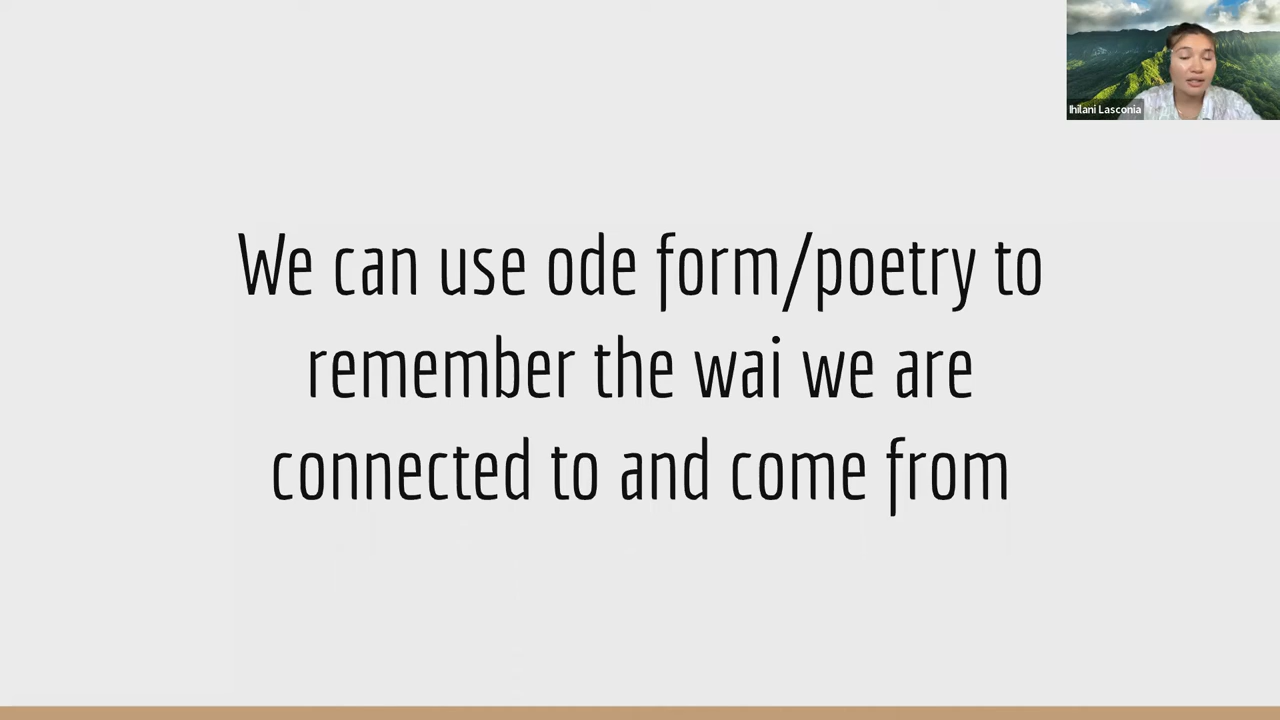 Ihilani Lasconia
We can use ode form/poetry to
remember the wai we are
connected to and come from